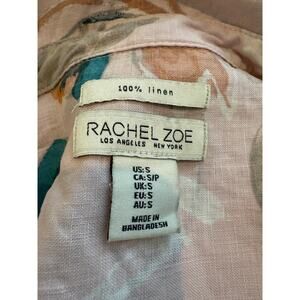 100% linen
RACHEL ZOE
LOS ANGELES NEW YORK
US:S
CA:S/P
UK:S
EU:S
AU:S
MADE IN
BANGLADESH